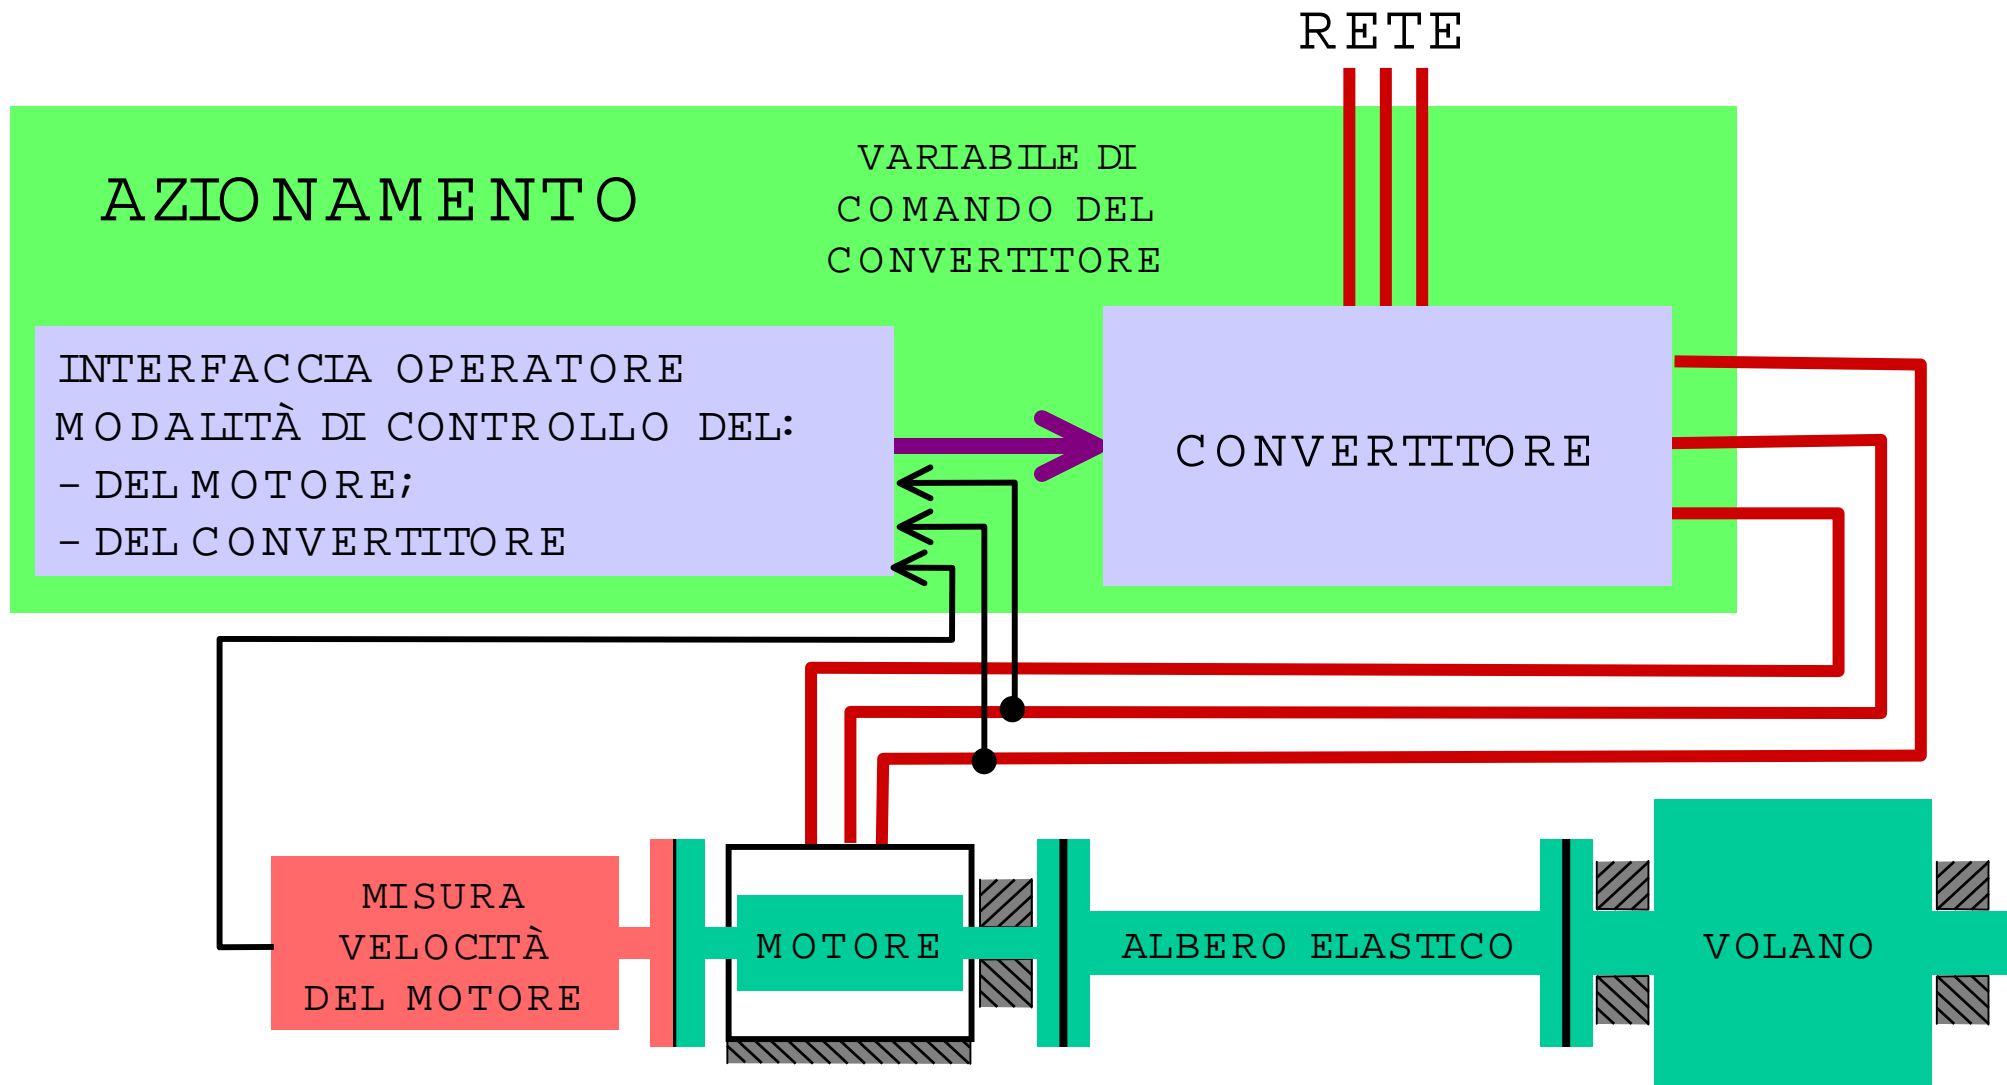 RETE
AZIONAMENTO
VARIABILE DI
COMANDO DEL
CONVERTITORE
INTERFACCIA OPERATORE
MODALITÀ DI CONTROLLO DEL:
- DEL MOTORE;
- DEL CONVERTITORE
CONVERTITORE
MISURA
VELOCITÀ
DEL MOTORE
MOTORE
ALBERO ELASTICO
VOLANO